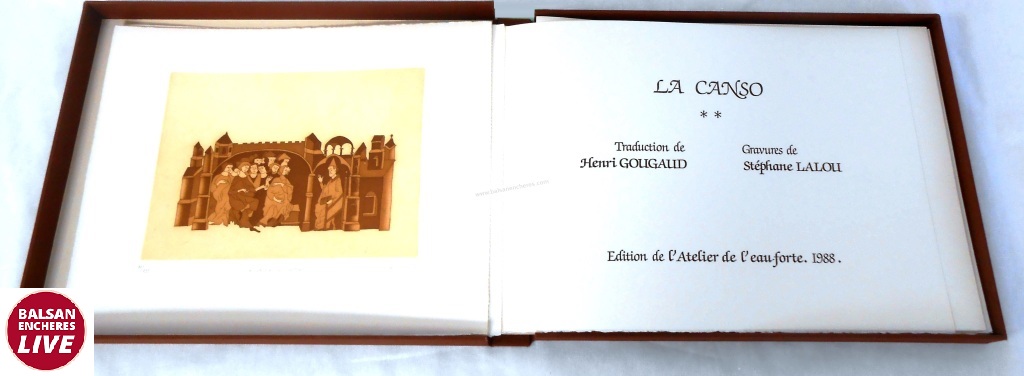 LA CANSO
* *
Traduction de
Henri GOUGAUD
Gravures de
Stéphane LALOU
Edition de l'Atelier de l'eau-forte. 1988.
BALSAN
ENCHERES
LIVE